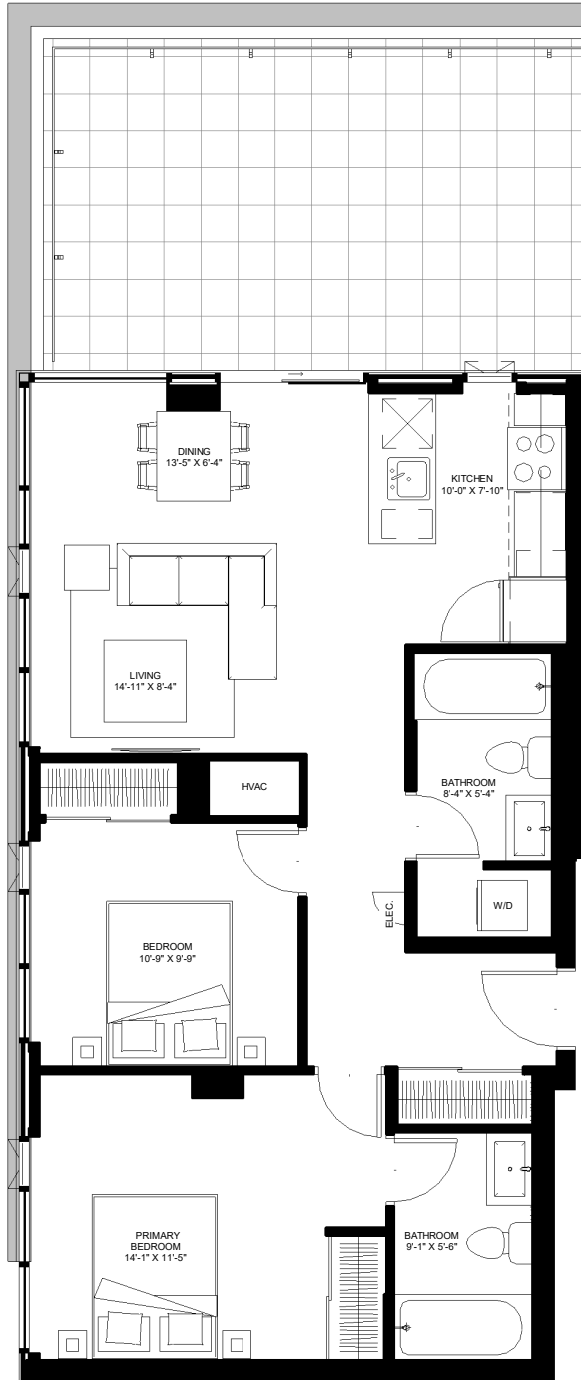 DINING
13'-5" X 6'-4"
KITCHEN
10'-0" X 7'-10"
LIVING
14'-11" X 8'-4"
HVAC
BATHROOM
8'-4" X 5'-4"
ELEC.
W/D
BEDROOM
10'-9" X 9'-9"
PRIMARY
BEDROOM
14'-1" X 11'-5"
BATHROOM
9'-1" X 5'-6"